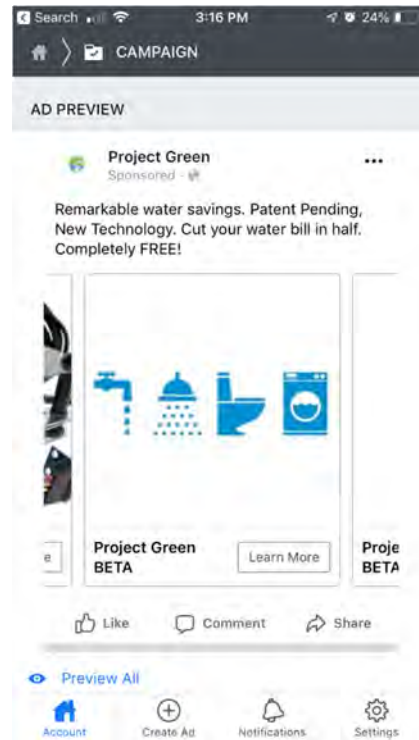 Search 3:16 PM 24%
CAMPAIGN
AD PREVIEW
Project Green
Sponsored
Remarkable water savings. Patent Pending,
New Technology. Cut your water bill in half.
Completely FREE!
Project Green
BETA
Learn More
Proje
BETA
e
Like Comment Share
Preview All
Account Create Ad Notifications Settings